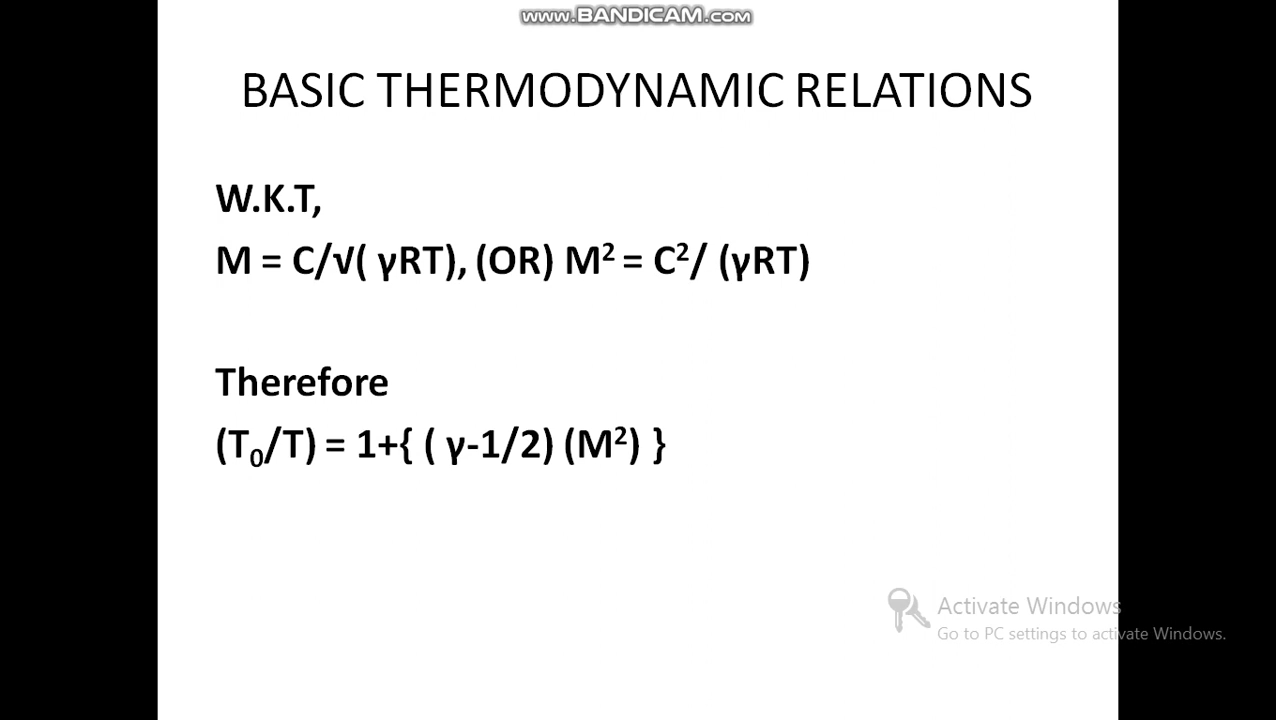 www.BANDICAM.com
BASIC THERMODYNAMIC RELATIONS
W.K.T,
M = C/√( γRT), (OR) M² = C²/ (γRT)
Therefore
(T₀/T) = 1+{ ( γ-1/2) (M²) }
Activate Windows
Go to PC settings to activate Windows.